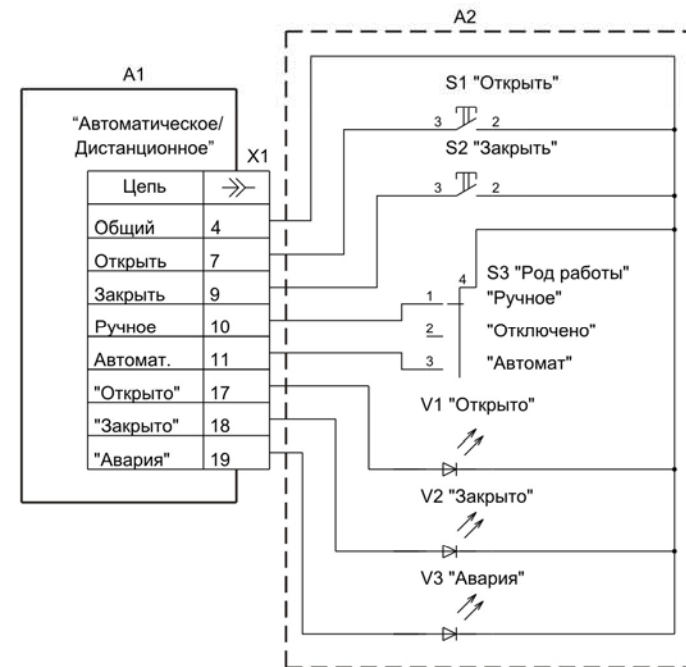 A2
A1
"Автоматическое/
Дистанционное"
X1
Цепь
Общий 4
Открыть 7
Закрыть 9
Ручное 10
Автомат. 11
"Открыто" 17
"Закрыто" 18
"Авария" 19
S1 "Открыть"
3 2
S2 "Закрыть"
3 2
4 S3 "Род работы"
1 "Ручное"
2 "Отключено"
3 "Автомат"
V1 "Открыто"
V2 "Закрыто"
V3 "Авария"